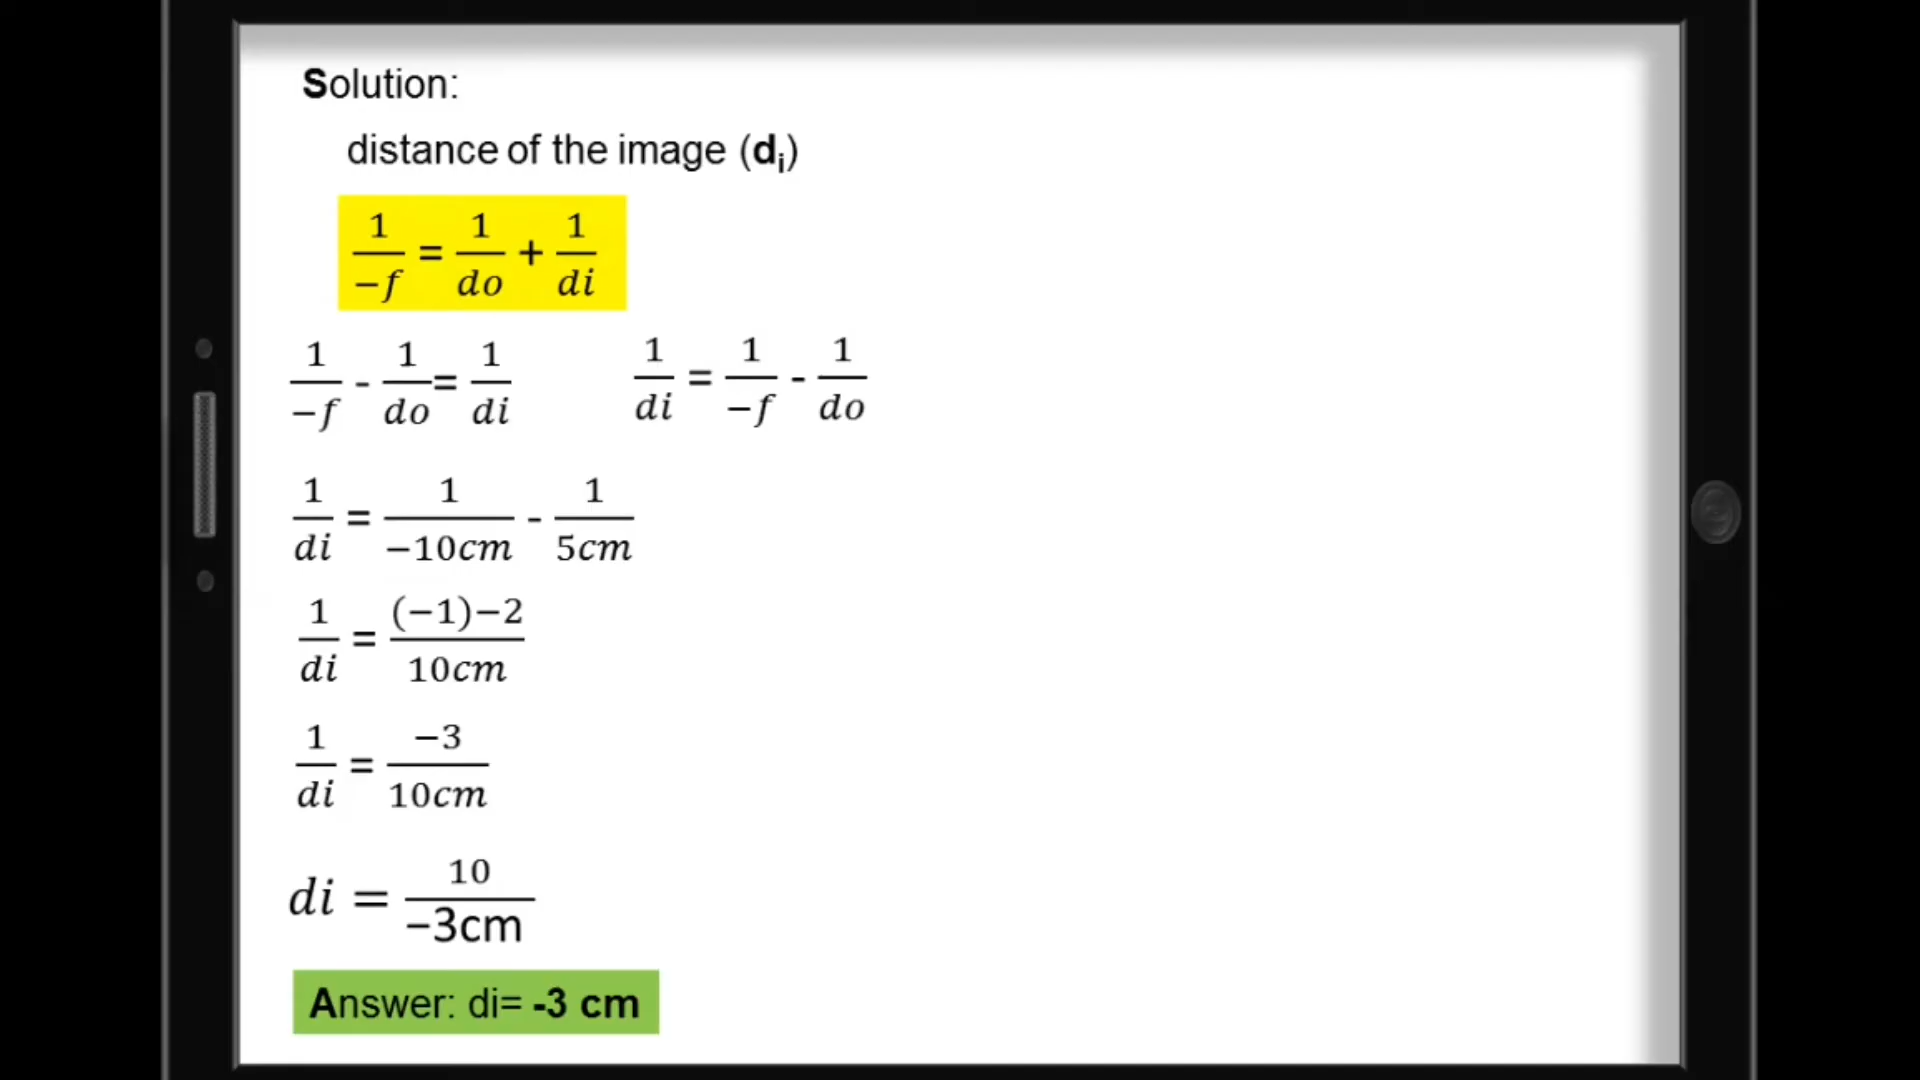 Solution:
distance of the image (dᵢ)
1/−f = 1/do + 1/di
1/−f - 1/do = 1/di    1/di = 1/−f - 1/do
1/di = 1/−10cm - 1/5cm
1/di = (−1)−2/10cm
1/di = −3/10cm
di = 10/−3cm
Answer: di= -3 cm